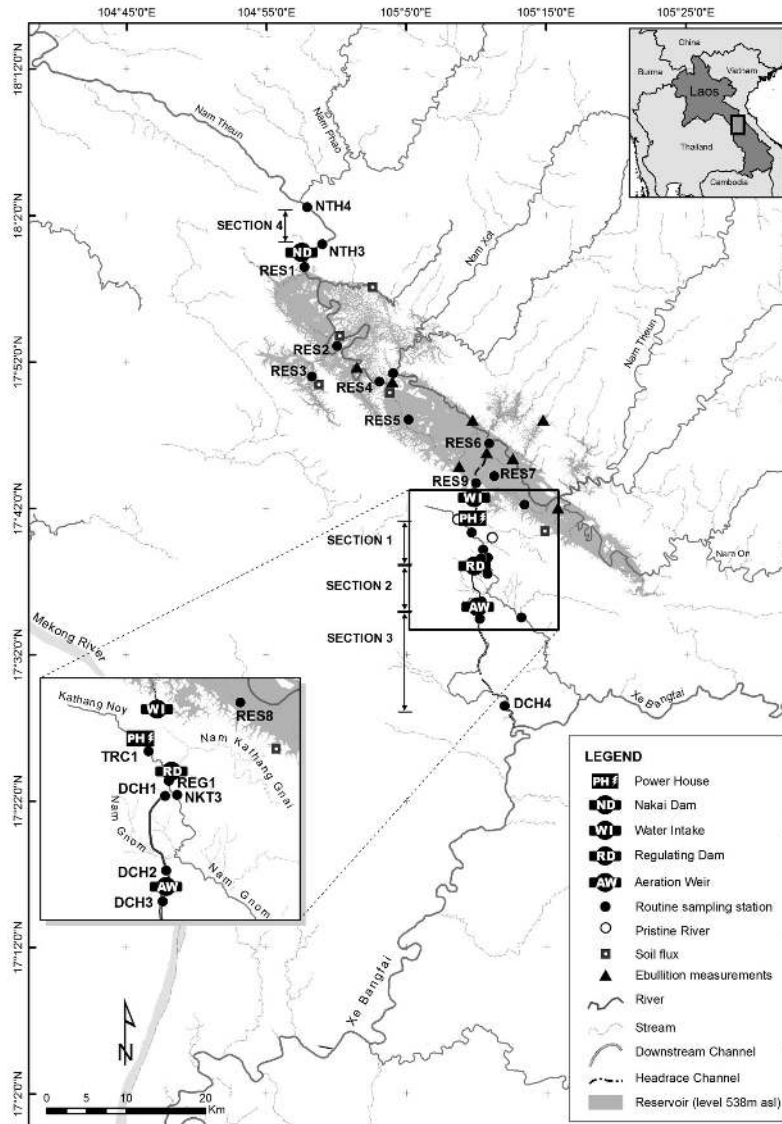 104°45'0"E 104°55'0"E 105°5'0"E 105°15'0"E 105°25'0"E
18°12'0"N
18°2'0"N
17°52'0"N
17°42'0"N
17°32'0"N
17°22'0"N
17°12'0"N
17°2'0"N
China
Burma
Vietnam
Laos
Thailand
Cambodia
Nam Theun
Nam Phao
NTH4
SECTION 4
NTH3
ND
RES1
Nam Xot
Nam Theun
RES2
RES3
RES4
RES5
RES6
RES7
RES9
WI
PH
SECTION 1
RD
SECTION 2
AW
SECTION 3
Nam On
Mekong River
DCH4
Xe Bangfai
Kathang Noy
WI
RES8
PH
TRC1
Nam Kathang Gnai
RD
REG1
DCH1
NKT3
Nam Gnom
Nam Gnom
DCH2
AW
DCH3
Xe Bangfai
N
0 5 10 20
Km
LEGEND
PH Power House
ND Nakai Dam
WI Water Intake
RD Regulating Dam
AW Aeration Weir
Routine sampling station
Pristine River
Soil flux
Ebullition measurements
River
Stream
Downstream Channel
Headrace Channel
Reservoir (level 538m asl)